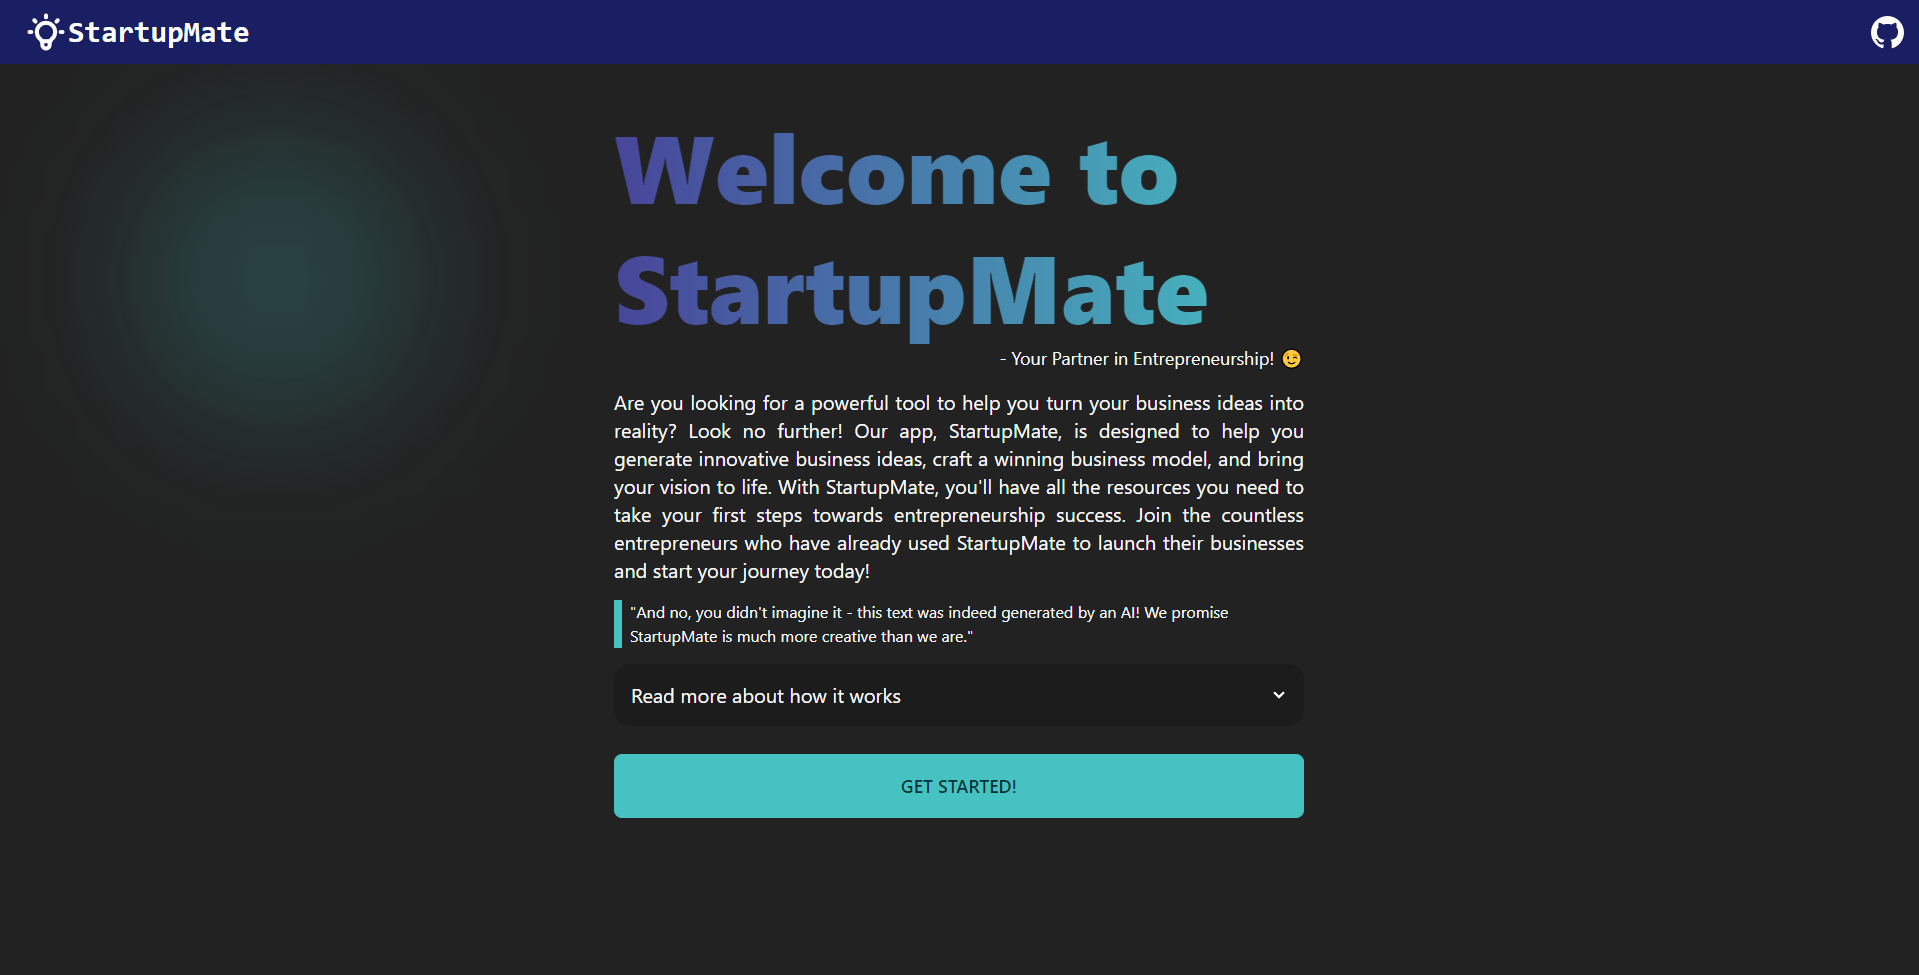 StartupMate
Welcome to
StartupMate
- Your Partner in Entrepreneurship! 😉
Are you looking for a powerful tool to help you turn your business ideas into
reality? Look no further! Our app, StartupMate, is designed to help you
generate innovative business ideas, craft a winning business model, and bring
your vision to life. With StartupMate, you'll have all the resources you need to
take your first steps towards entrepreneurship success. Join the countless
entrepreneurs who have already used StartupMate to launch their businesses
and start your journey today!
"And no, you didn't imagine it - this text was indeed generated by an AI! We promise
StartupMate is much more creative than we are."
Read more about how it works
GET STARTED!